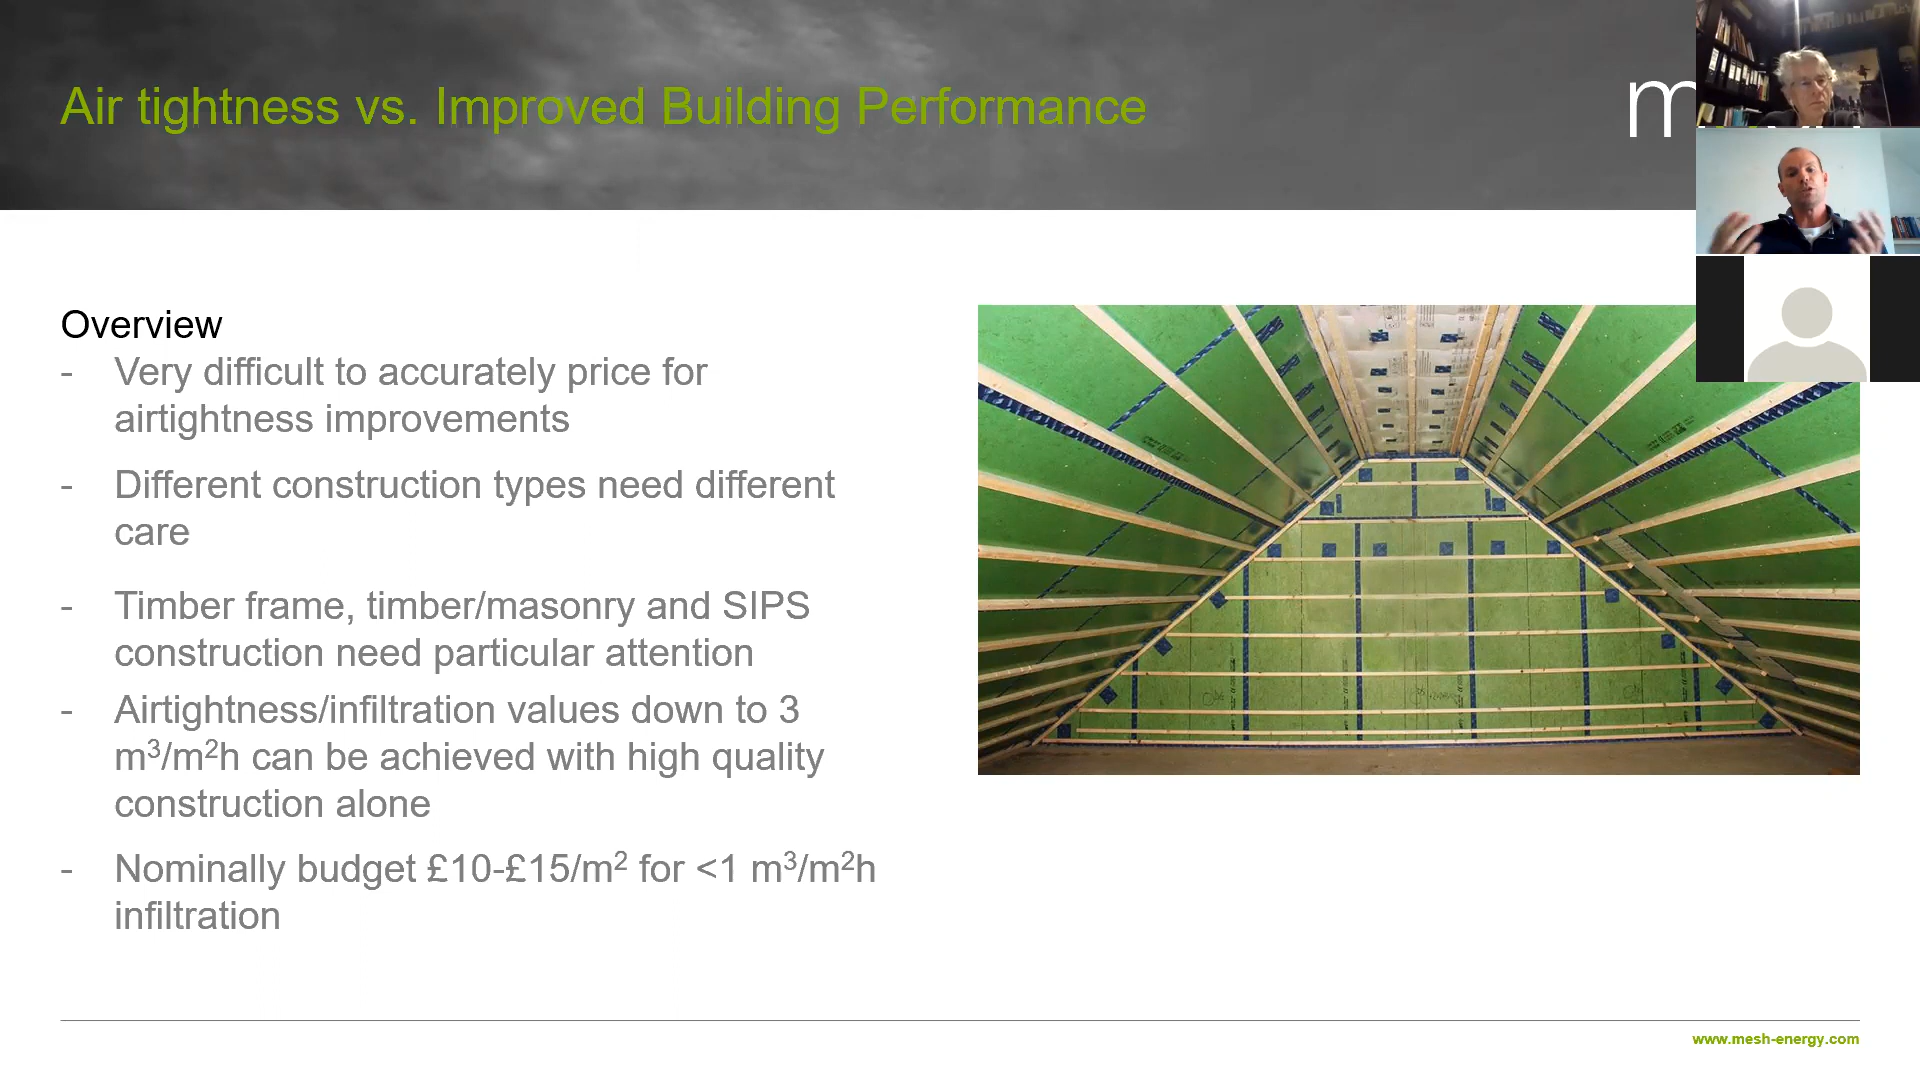 Air tightness vs. Improved Building Performance
Overview
- Very difficult to accurately price for
airtightness improvements
- Different construction types need different
care
- Timber frame, timber/masonry and SIPS
construction need particular attention
- Airtightness/infiltration values down to 3
m³/m²h can be achieved with high quality
construction alone
- Nominally budget £10-£15/m² for <1 m³/m²h
infiltration
www.mesh-energy.com